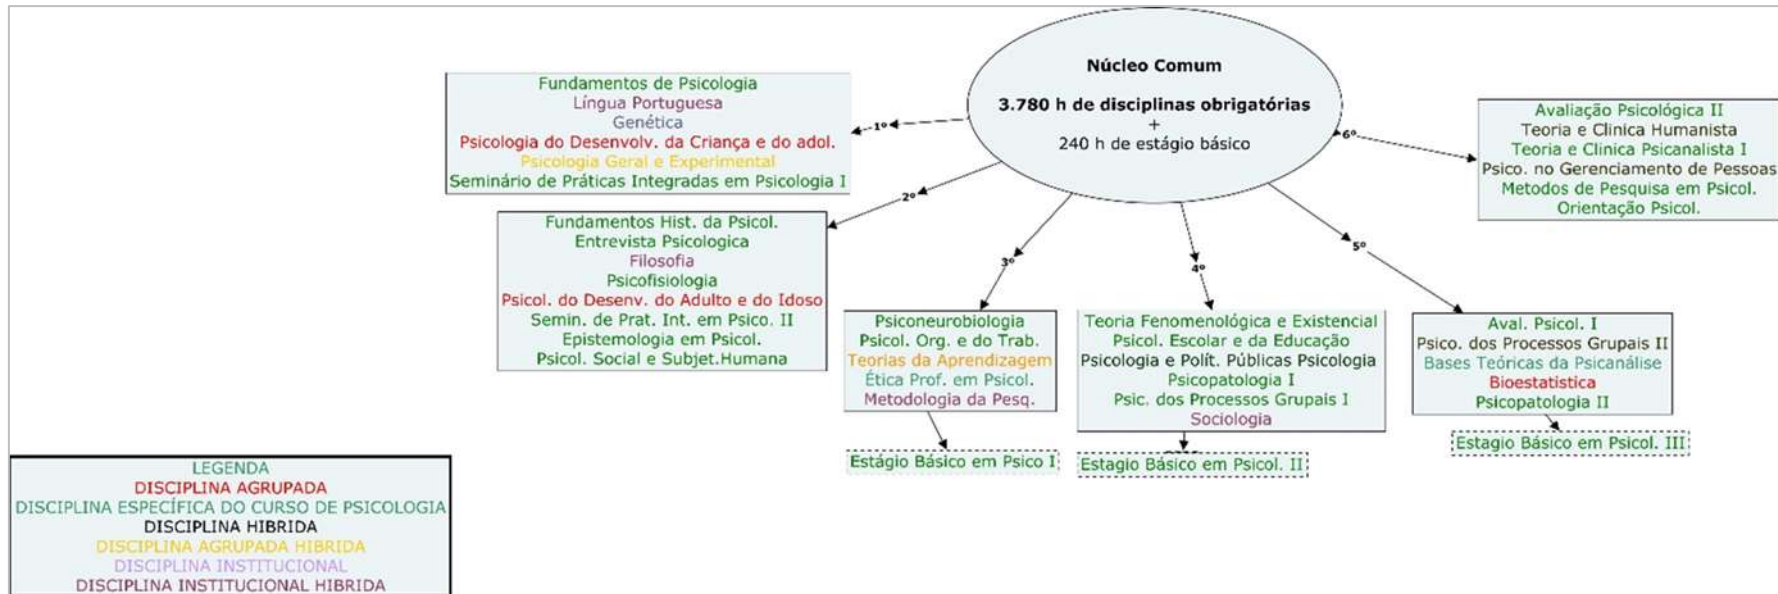 Núcleo Comum
3.780 h de disciplinas obrigatórias
+
240 h de estágio básico
1º
Fundamentos de Psicologia
Língua Portuguesa
Genética
Psicologia do Desenvolv. da Criança e do adol.
Psicologia Geral e Experimental
Seminário de Práticas Integradas em Psicologia I
2º
Fundamentos Hist. da Psicol.
Entrevista Psicologica
Filosofia
Psicofisiologia
Psicol. do Desenv. do Adulto e do Idoso
Semin. de Prat. Int. em Psico. II
Epistemologia em Psicol.
Psicol. Social e Subjet.Humana
3º
Psiconeurobiologia
Psicol. Org. e do Trab.
Teorias da Aprendizagem
Ética Prof. em Psicol.
Metodologia da Pesq.
Estágio Básico em Psico I
4º
Teoria Fenomenológica e Existencial
Psicol. Escolar e da Educação
Psicologia e Polít. Públicas Psicologia
Psicopatologia I
Psic. dos Processos Grupais I
Sociologia
Estagio Básico em Psicol. II
5º
Aval. Psicol. I
Psico. dos Processos Grupais II
Bases Teóricas da Psicanálise
Bioestatistica
Psicopatologia II
Estagio Básico em Psicol. III
6º
Avaliação Psicológica II
Teoria e Clinica Humanista
Teoria e Clinica Psicanalista I
Psico. no Gerenciamento de Pessoas
Metodos de Pesquisa em Psicol.
Orientação Psicol.
LEGENDA
DISCIPLINA AGRUPADA
DISCIPLINA ESPECÍFICA DO CURSO DE PSICOLOGIA
DISCIPLINA HIBRIDA
DISCIPLINA AGRUPADA HIBRIDA
DISCIPLINA INSTITUCIONAL
DISCIPLINA INSTITUCIONAL HIBRIDA